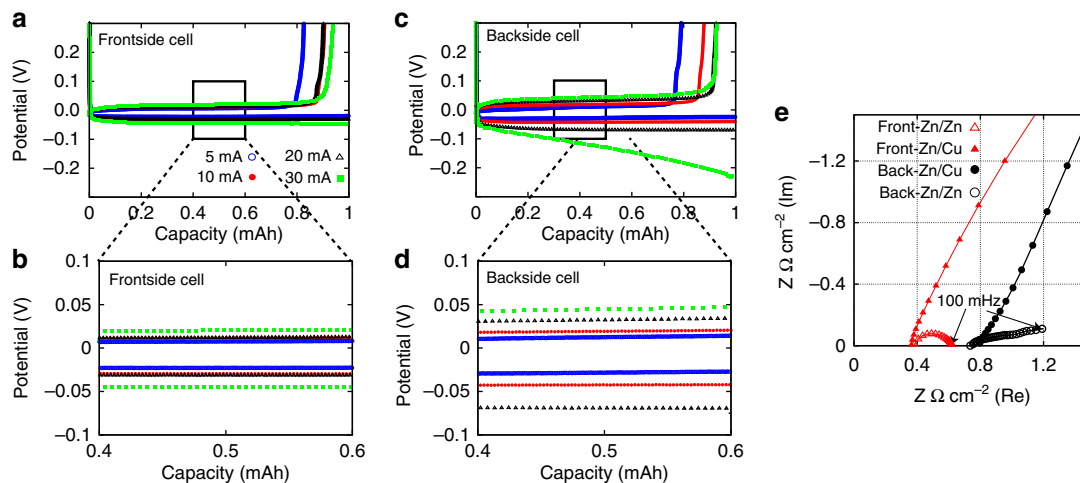 a
Frontside cell
Potential (V)
0.2
0.1
0.0
−0.1
−0.2
5 mA
20 mA
10 mA
30 mA
0 0.2 0.4 0.6 0.8 1
Capacity (mAh)
b
Frontside cell
Potential (V)
0.1
0.05
0
−0.05
−0.1
0.4 0.5 0.6
Capacity (mAh)
c
Backside cell
Potential (V)
0.2
0.1
0.0
−0.1
−0.2
0 0.2 0.4 0.6 0.8 1
Capacity (mAh)
d
Backside cell
Potential (V)
0.1
0.05
0
−0.05
−0.1
0.4 0.5 0.6
Capacity (mAh)
e
Z Ω cm−2 (Im)
−1.2
−0.8
−0.4
0
Front-Zn/Zn
Front-Zn/Cu
Back-Zn/Cu
Back-Zn/Zn
100 mHz
0 0.4 0.8 1.2
Z Ω cm−2 (Re)